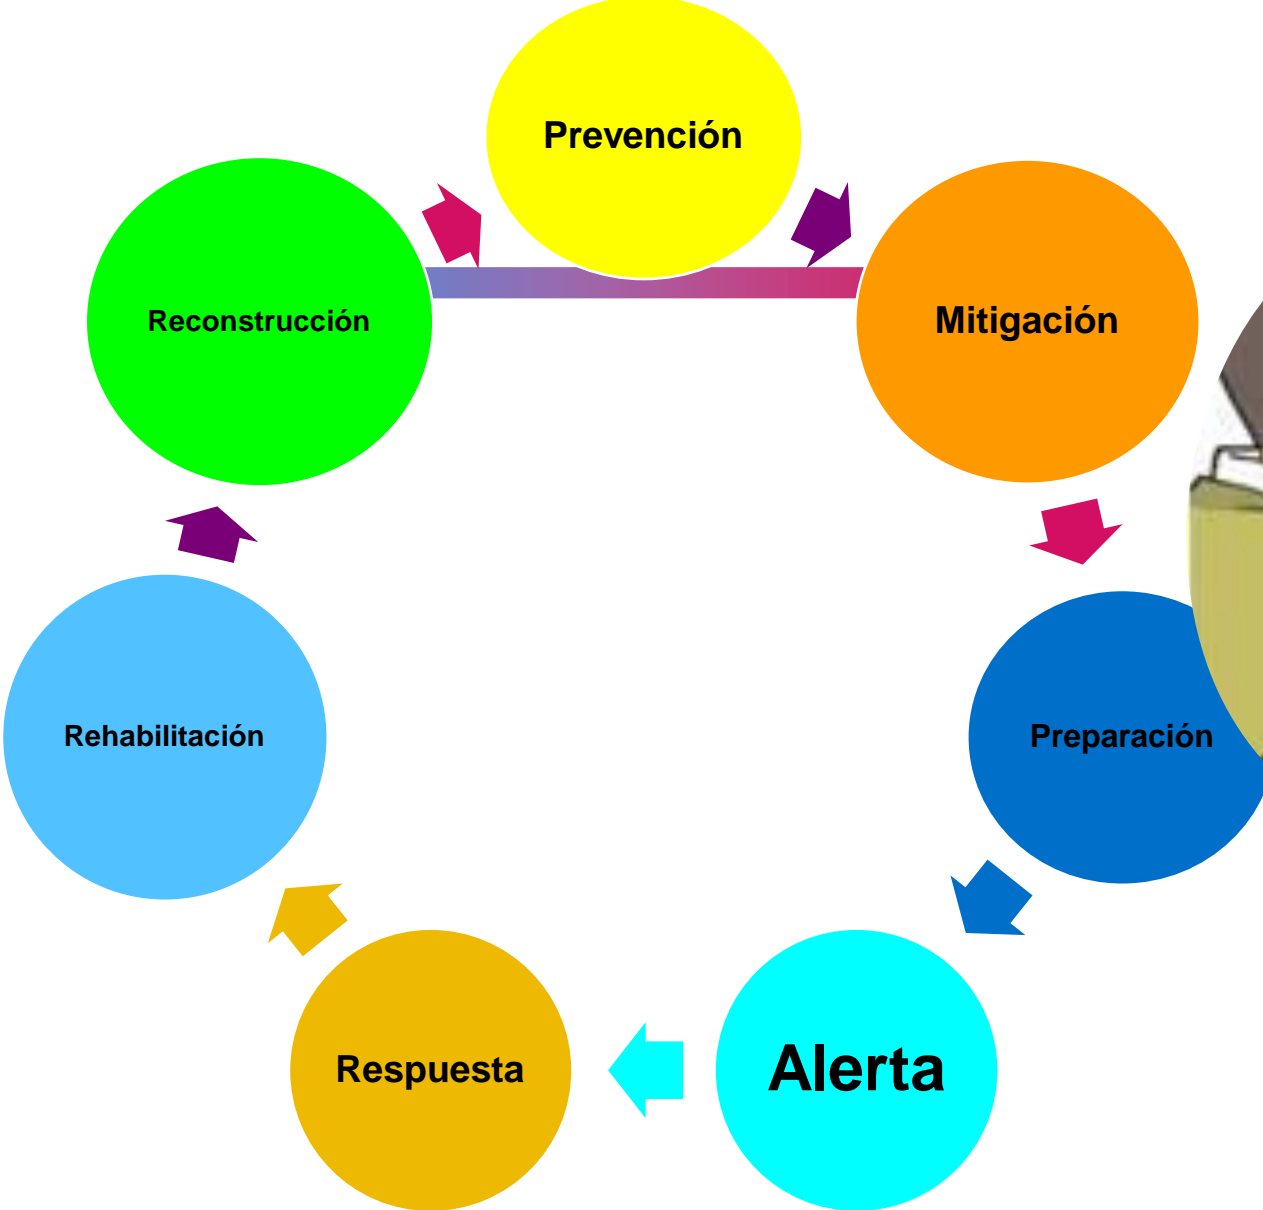 Prevención
Mitigación
Preparación
Alerta
Respuesta
Rehabilitación
Reconstrucción